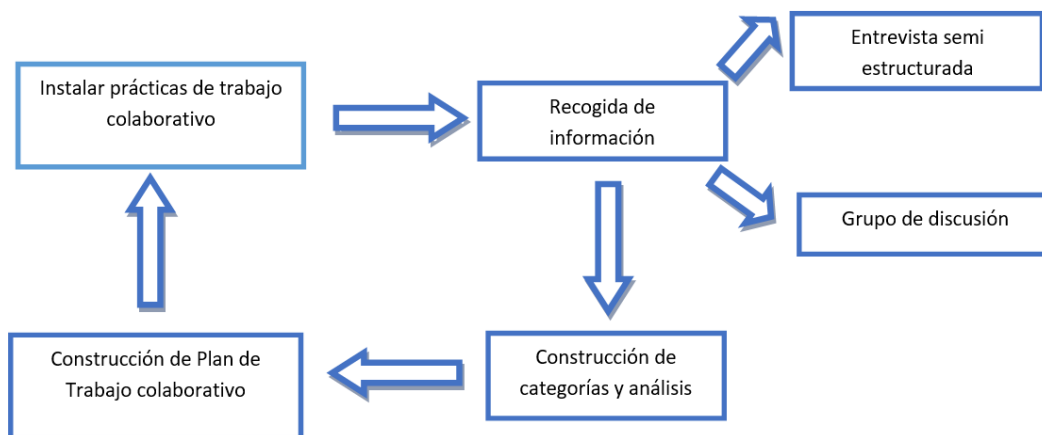 Instalar prácticas de trabajo
colaborativo
Recogida de
información
Entrevista semi
estructurada
Grupo de discusión
Construcción de
categorías y análisis
Construcción de Plan de
Trabajo colaborativo